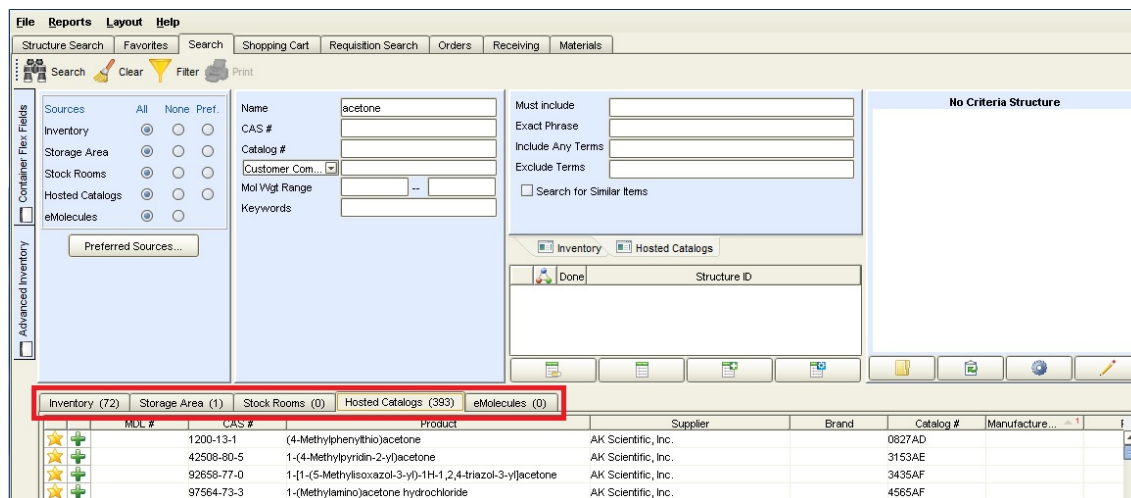 File Reports Layout Help
Structure Search Favorites Search Shopping Cart Requisition Search Orders Receiving Materials
Search Clear Filter Print
Container Flex Fields
Advanced Inventory
Sources All None Pref.
Inventory
Storage Area
Stock Rooms
Hosted Catalogs
eMolecules
Preferred Sources...
Name acetone
CAS #
Catalog #
Customer Com...
Mol Wgt Range --
Keywords
Must include
Exact Phrase
Include Any Terms
Exclude Terms
Search for Similar Items
Inventory Hosted Catalogs
Done Structure ID
No Criteria Structure
Inventory (72) Storage Area (1) Stock Rooms (0) Hosted Catalogs (393) eMolecules (0)
MDL # CAS # Product Supplier Brand Catalog # Manufacture... 1
1200-13-1 (4-Methylphenylthio)acetone AK Scientific, Inc. 0827AD
42508-80-5 1-(4-Methylpyridin-2-yl)acetone AK Scientific, Inc. 3153AE
92658-77-0 1-[1-(5-Methylisoxazol-3-yl)-1H-1,2,4-triazol-3-yl]acetone AK Scientific, Inc. 3435AF
97564-73-3 1-(Methylamino)acetone hydrochloride AK Scientific, Inc. 4565AF